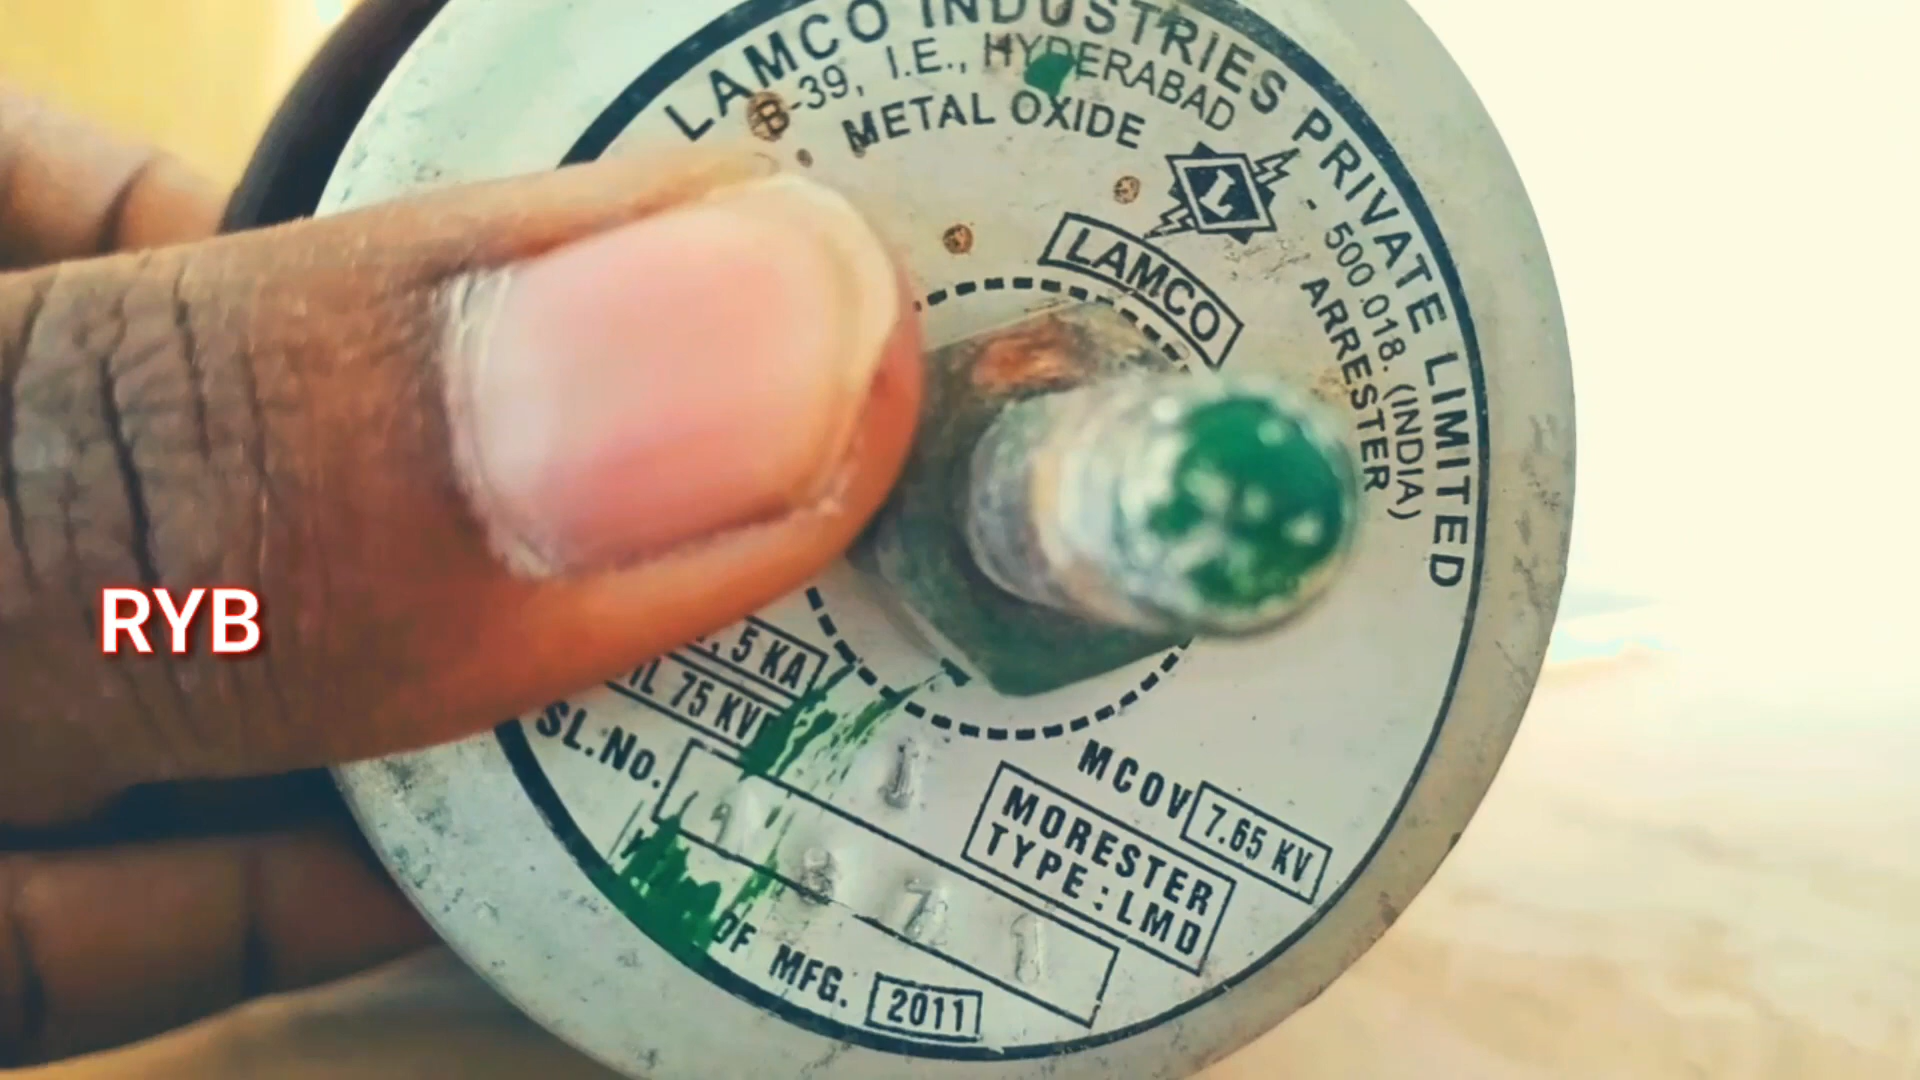 LAMCO INDUSTRIES PRIVATE LIMITED
B-39, I.E., HYDERABAD - 500 018. (INDIA)
METAL OXIDE ARRESTER
LAMCO
RYB
5 KA
75
SL.No.
MCOV 7.65 KV
MORESTER
TYPE : LMD
OF MFG. 2011